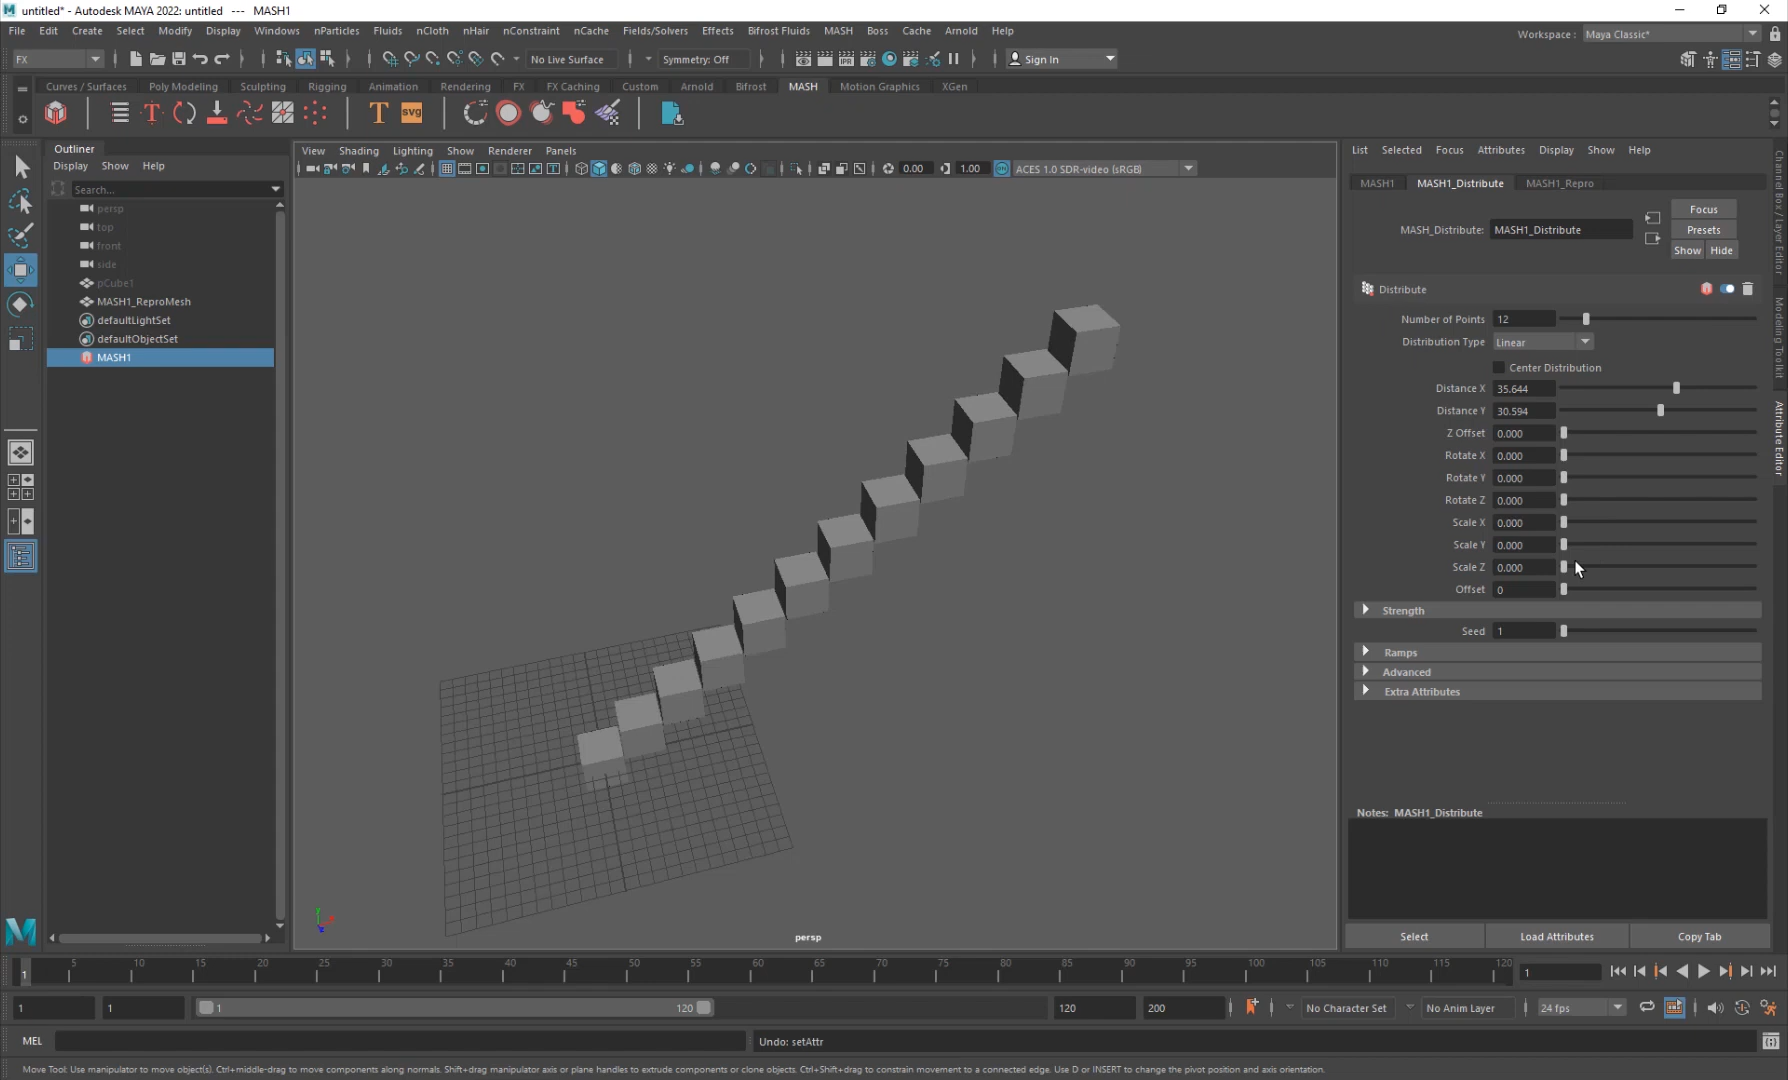 untitled* - Autodesk MAYA 2022: untitled --- MASH1
File Edit Create Select Modify Display Windows nParticles Fluids nCloth nHair nConstraint nCache Fields/Solvers Effects Bifrost Fluids MASH Boss Cache Arnold Help
Workspace : Maya Classic*
FX No Live Surface Symmetry: Off Sign In
Curves / Surfaces Poly Modeling Sculpting Rigging Animation Rendering FX FX Caching Custom Arnold Bifrost MASH Motion Graphics XGen
T T svg
Outliner
Display Show Help
Search...
persp
top
front
side
pCube1
MASH1_ReproMesh
defaultLightSet
defaultObjectSet
MASH1
View Shading Lighting Show Renderer Panels
0.00 1.00 ACES 1.0 SDR-video (sRGB)
persp
List Selected Focus Attributes Display Show Help
MASH1 MASH1_Distribute MASH1_Repro
Focus
MASH_Distribute: MASH1_Distribute Presets
Show Hide
Distribute
Number of Points 12
Distribution Type Linear
Center Distribution
Distance X 35.644
Distance Y 30.594
Z Offset 0.000
Rotate X 0.000
Rotate Y 0.000
Rotate Z 0.000
Scale X 0.000
Scale Y 0.000
Scale Z 0.000
Offset 0
Strength
Seed 1
Ramps
Advanced
Extra Attributes
Notes: MASH1_Distribute
Select Load Attributes Copy Tab
Channel Box / Layer Editor
Modeling Toolkit
Attribute Editor
1 5 10 15 20 25 30 35 40 45 50 55 60 65 70 75 80 85 90 95 100 105 110 115 120 1
1 1 1 120 120 200 No Character Set No Anim Layer 24 fps
MEL Undo: setAttr
Move Tool: Use manipulator to move object(s). Ctrl+middle-drag to move components along normals. Shift+drag manipulator axis or plane handles to extrude components or clone objects. Ctrl+Shift+drag to constrain movement to a connected edge. Use D or INSERT to change the pivot position and axis orientation.